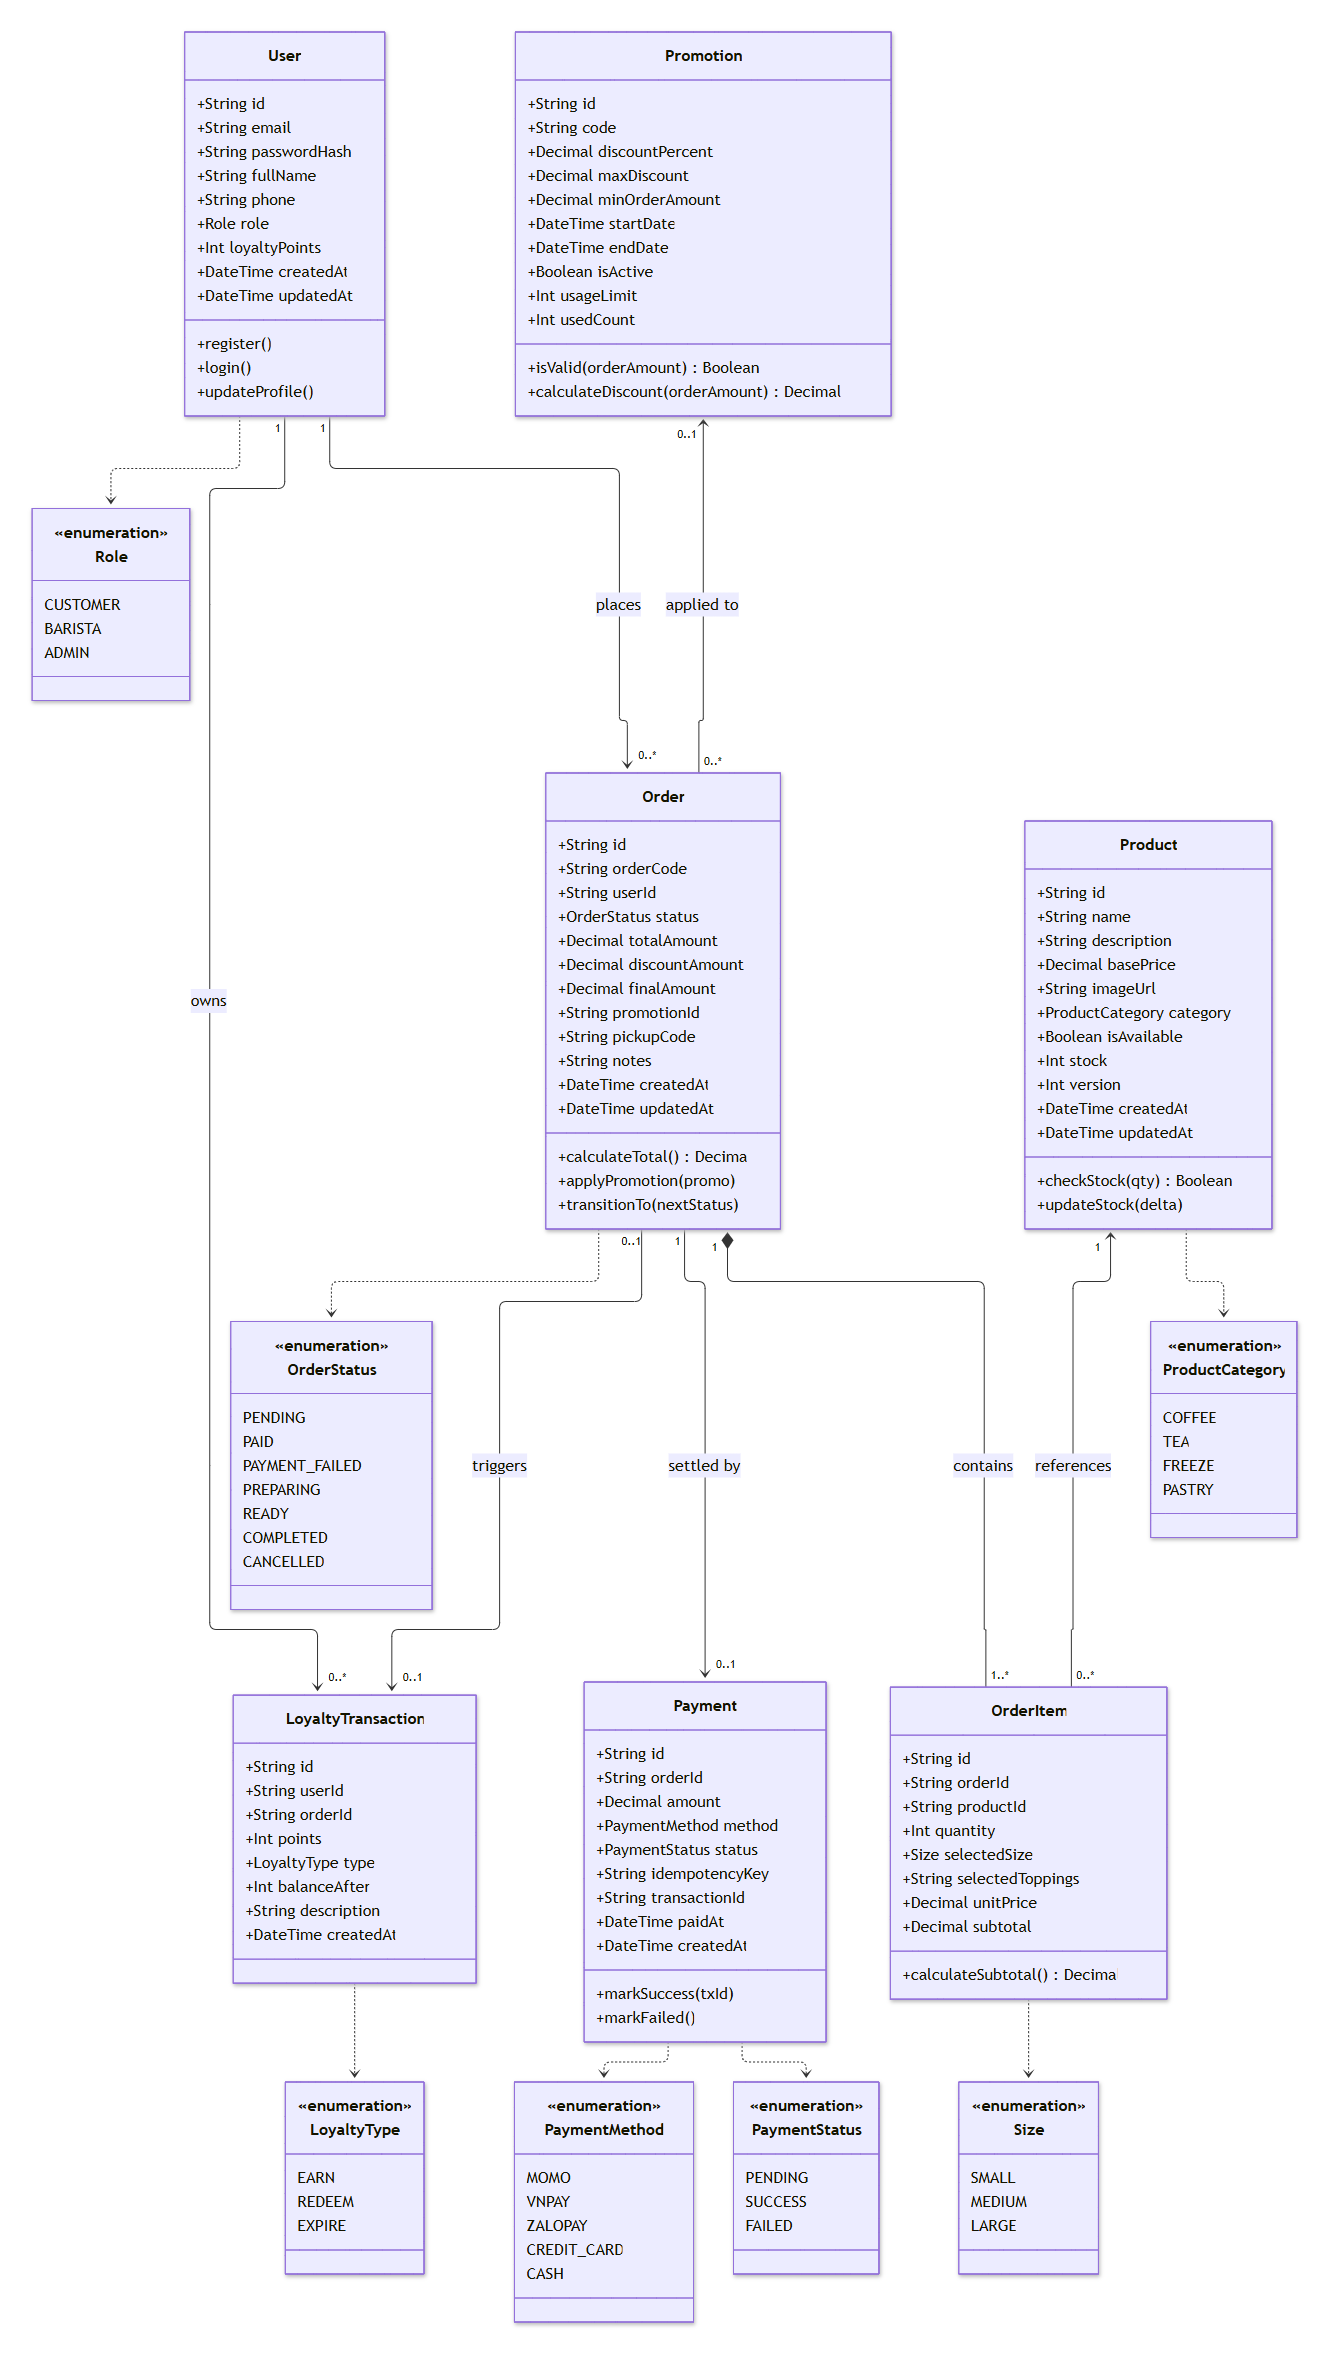 User
+String id
+String email
+String passwordHash
+String fullName
+String phone
+Role role
+Int loyaltyPoints
+DateTime createdAt
+DateTime updatedAt
+register()
+login()
+updateProfile()
Promotion
+String id
+String code
+Decimal discountPercent
+Decimal maxDiscount
+Decimal minOrderAmount
+DateTime startDate
+DateTime endDate
+Boolean isActive
+Int usageLimit
+Int usedCount
+isValid(orderAmount) : Boolean
+calculateDiscount(orderAmount) : Decimal
1
1
0..1
«enumeration»
Role
CUSTOMER
BARISTA
ADMIN
places
applied to
0..*
0..*
Order
+String id
+String orderCode
+String userId
+OrderStatus status
+Decimal totalAmount
+Decimal discountAmount
+Decimal finalAmount
+String promotionId
+String pickupCode
+String notes
+DateTime createdAt
+DateTime updatedAt
+calculateTotal() : Decima
+applyPromotion(promo)
+transitionTo(nextStatus)
Product
+String id
+String name
+String description
+Decimal basePrice
+String imageUrl
+ProductCategory category
+Boolean isAvailable
+Int stock
+Int version
+DateTime createdAt
+DateTime updatedAt
+checkStock(qty) : Boolean
+updateStock(delta)
owns
0..1
1
1
1
«enumeration»
OrderStatus
PENDING
PAID
PAYMENT_FAILED
PREPARING
READY
COMPLETED
CANCELLED
triggers
settled by
contains
references
«enumeration»
ProductCategory
COFFEE
TEA
FREEZE
PASTRY
0..*
0..1
0..1
1..*
0..*
LoyaltyTransaction
+String id
+String userId
+String orderId
+Int points
+LoyaltyType type
+Int balanceAfter
+String description
+DateTime createdAt
Payment
+String id
+String orderId
+Decimal amount
+PaymentMethod method
+PaymentStatus status
+String idempotencyKey
+String transactionId
+DateTime paidAt
+DateTime createdAt
+markSuccess(txId)
+markFailed()
OrderItem
+String id
+String orderId
+String productId
+Int quantity
+Size selectedSize
+String selectedToppings
+Decimal unitPrice
+Decimal subtotal
+calculateSubtotal() : Decima
«enumeration»
LoyaltyType
EARN
REDEEM
EXPIRE
«enumeration»
PaymentMethod
MOMO
VNPAY
ZALOPAY
CREDIT_CARD
CASH
«enumeration»
PaymentStatus
PENDING
SUCCESS
FAILED
«enumeration»
Size
SMALL
MEDIUM
LARGE